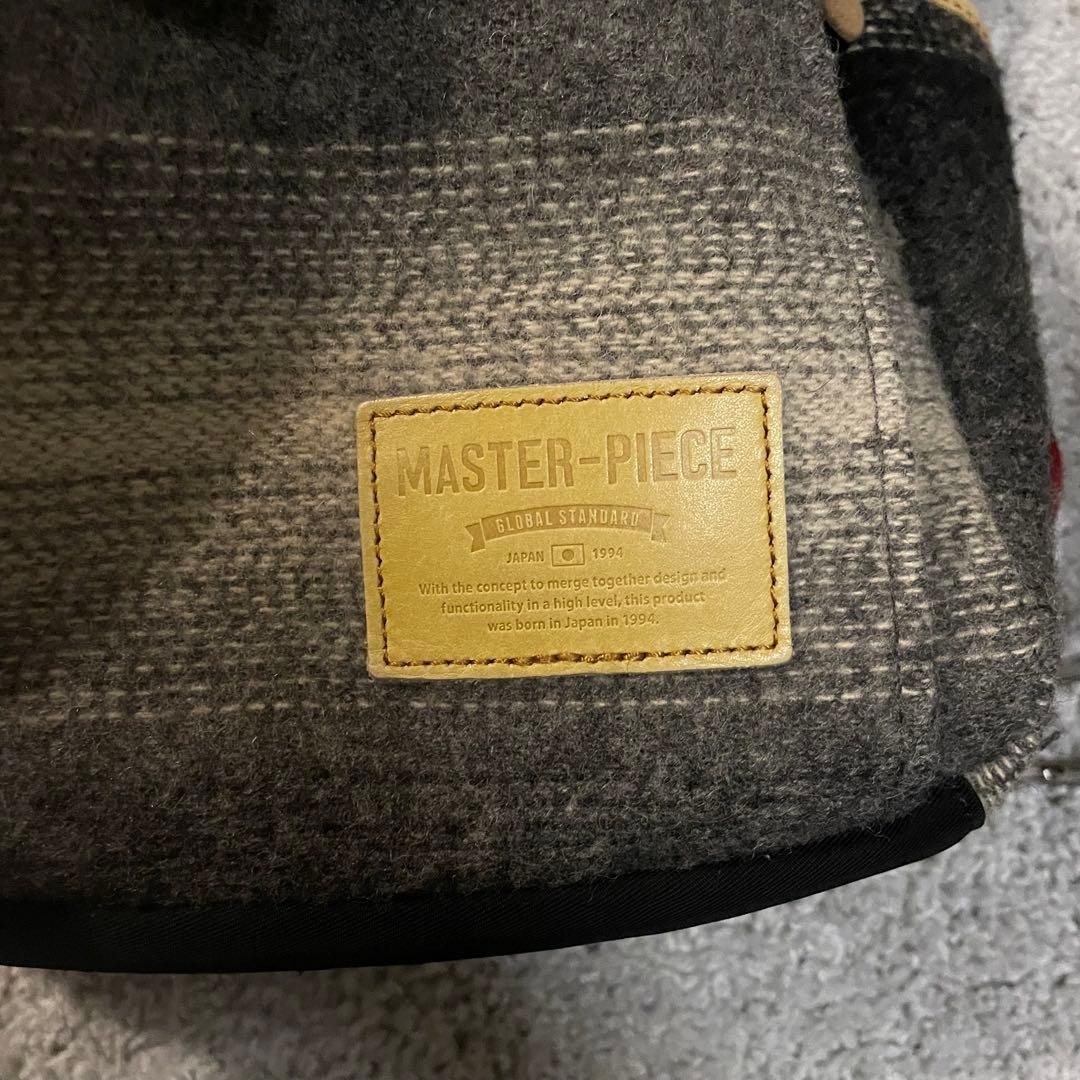 MASTER-PIECE
GLOBAL STANDARD
JAPAN 1994
With the concept to merge together design and
functionality in a high level, this product
was born in Japan in 1994.